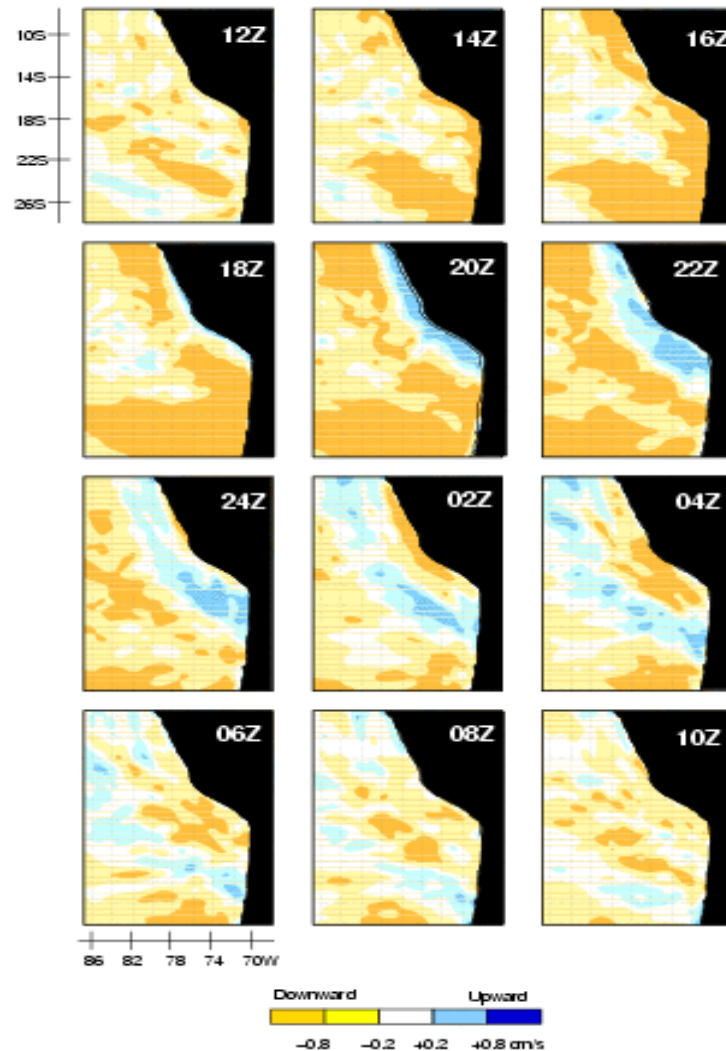 12Z 14Z 16Z
10S
14S
18S
22S
26S
18Z 20Z 22Z
24Z 02Z 04Z
06Z 08Z 10Z
86 82 78 74 70W
Downward Upward
-0.8 -0.2 +0.2 +0.8 cm/s